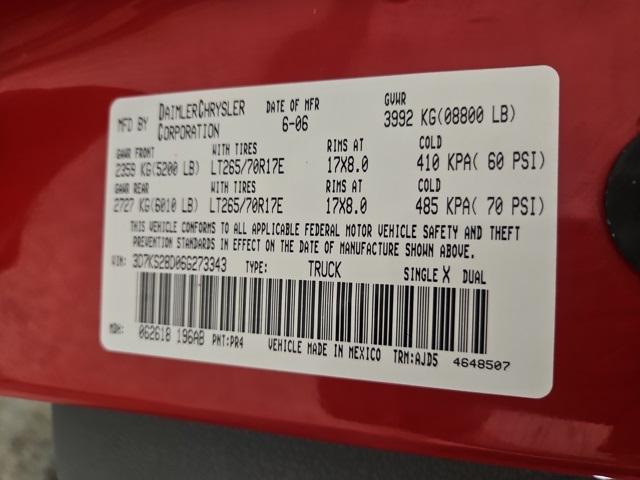 MFD BY DAIMLERCHRYSLER CORPORATION DATE OF MFR 6-06 GVWR 3992 KG(08800 LB)
GAWR FRONT WITH TIRES RIMS AT COLD
2359 KG(5200 LB) LT265/70R17E 17X8.0 410 KPA( 60 PSI)
GAWR REAR WITH TIRES RIMS AT COLD
2727 KG(6010 LB) LT265/70R17E 17X8.0 485 KPA( 70 PSI)
THIS VEHICLE CONFORMS TO ALL APPLICABLE FEDERAL MOTOR VEHICLE SAFETY AND THEFT
PREVENTION STANDARDS IN EFFECT ON THE DATE OF MANUFACTURE SHOWN ABOVE.
VIN: 3D7KS28D06G273343 TYPE: TRUCK SINGLE X DUAL
MDH: 062618 196AB PNT:PR4 VEHICLE MADE IN MEXICO TRM:AJD5 4648507